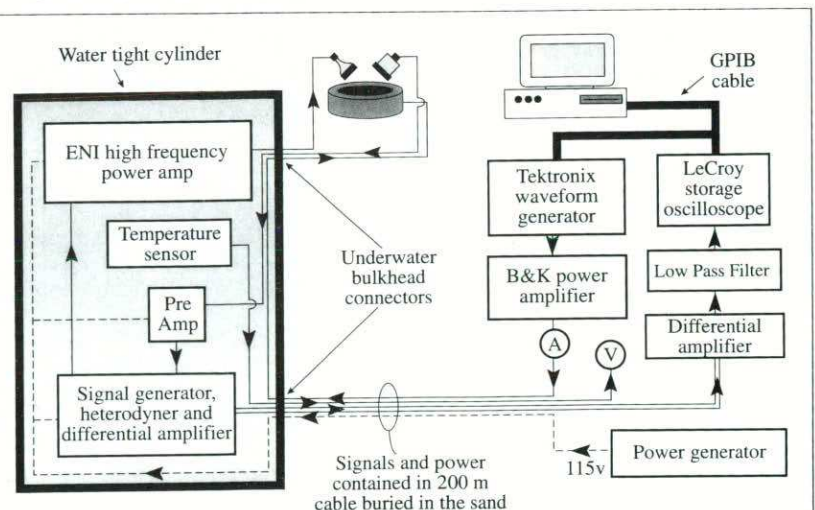 Water tight cylinder
ENI high frequency
power amp
Temperature
sensor
Pre
Amp
Signal generator,
heterodyner and
differential amplifier
Underwater
bulkhead
connectors
Signals and power
contained in 200 m
cable buried in the sand
GPIB
cable
Tektronix
waveform
generator
LeCroy
storage
oscilloscope
B&K power
amplifier
Low Pass Filter
Differential
amplifier
A
V
115v
Power generator